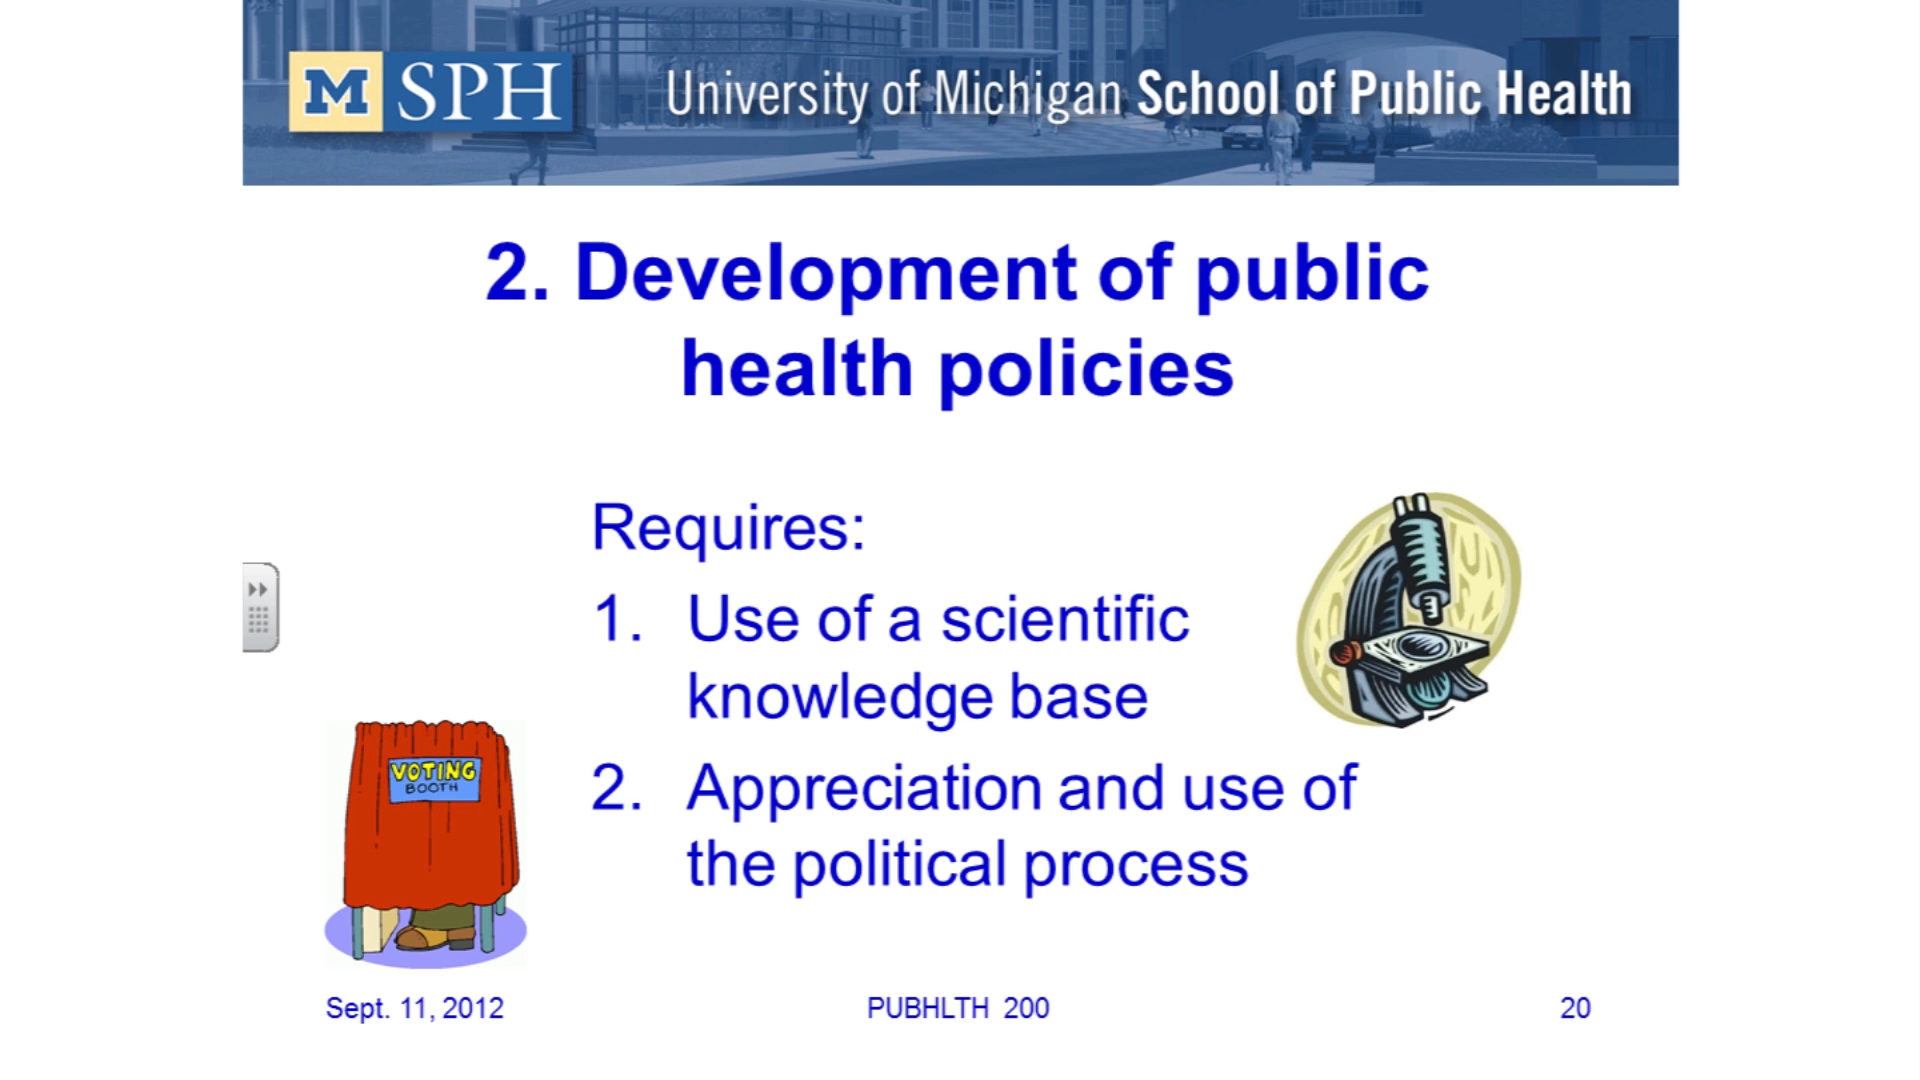 M SPH University of Michigan School of Public Health
2. Development of public
health policies
Requires:
1. Use of a scientific
knowledge base
2. Appreciation and use of
the political process
VOTING
BOOTH
Sept. 11, 2012 PUBHLTH 200 20